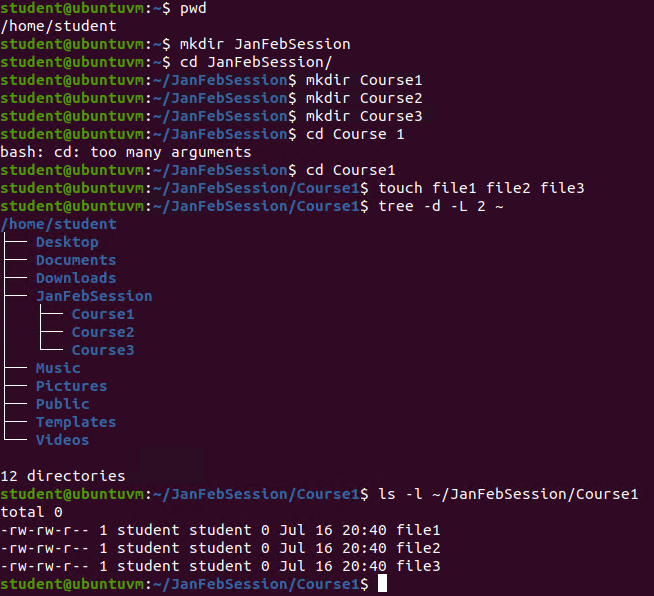 student@ubuntuvm:~$ pwd
/home/student
student@ubuntuvm:~$ mkdir JanFebSession
student@ubuntuvm:~$ cd JanFebSession/
student@ubuntuvm:~/JanFebSession$ mkdir Course1
student@ubuntuvm:~/JanFebSession$ mkdir Course2
student@ubuntuvm:~/JanFebSession$ mkdir Course3
student@ubuntuvm:~/JanFebSession$ cd Course 1
bash: cd: too many arguments
student@ubuntuvm:~/JanFebSession$ cd Course1
student@ubuntuvm:~/JanFebSession/Course1$ touch file1 file2 file3
student@ubuntuvm:~/JanFebSession/Course1$ tree -d -L 2 ~
/home/student
├── Desktop
├── Documents
├── Downloads
├── JanFebSession
│   ├── Course1
│   ├── Course2
│   └── Course3
├── Music
├── Pictures
├── Public
├── Templates
└── Videos
12 directories
student@ubuntuvm:~/JanFebSession/Course1$ ls -l ~/JanFebSession/Course1
total 0
-rw-rw-r-- 1 student student 0 Jul 16 20:40 file1
-rw-rw-r-- 1 student student 0 Jul 16 20:40 file2
-rw-rw-r-- 1 student student 0 Jul 16 20:40 file3
student@ubuntuvm:~/JanFebSession/Course1$